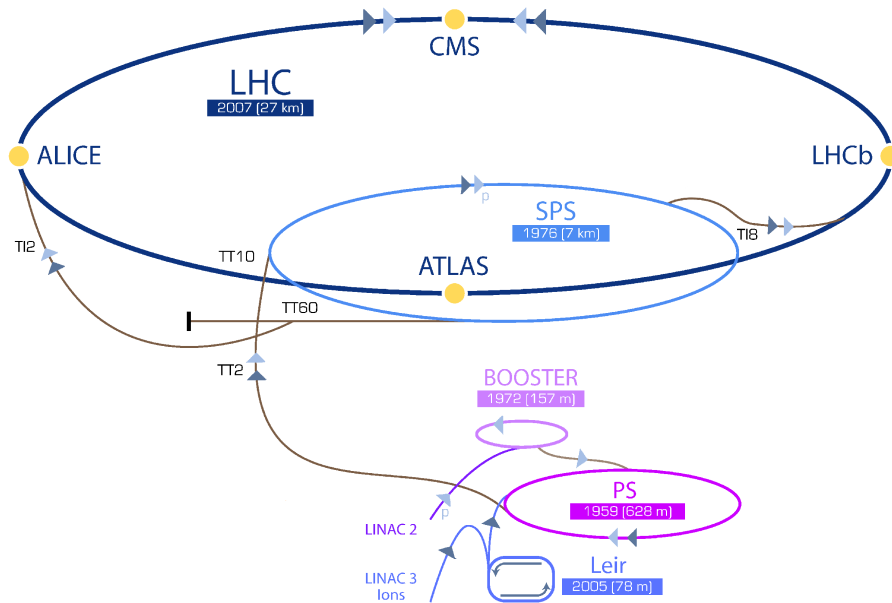 CMS
LHC
2007 (27 km)
ALICE
LHCb
p
SPS
1976 (7 km)
TI8
TI2
TT10
ATLAS
TT60
TT2
BOOSTER
1972 (157 m)
PS
1959 (628 m)
p
LINAC 2
Leir
2005 (78 m)
LINAC 3
Ions